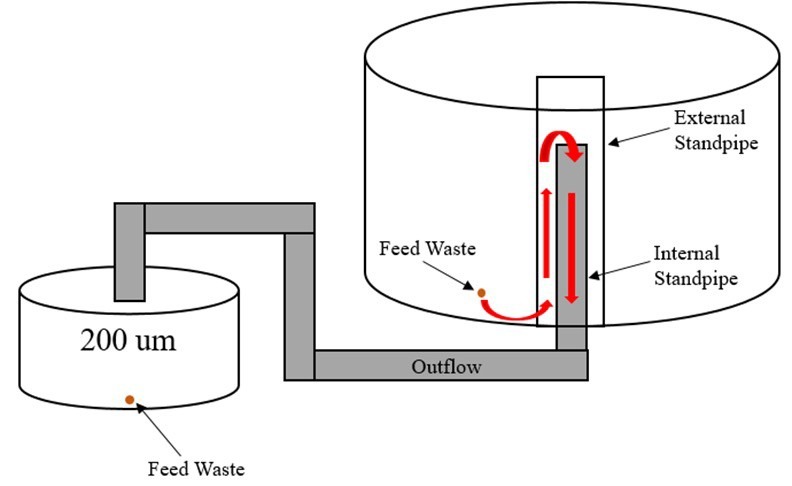 External
Standpipe
Feed Waste
Internal
Standpipe
200 um
Outflow
Feed Waste